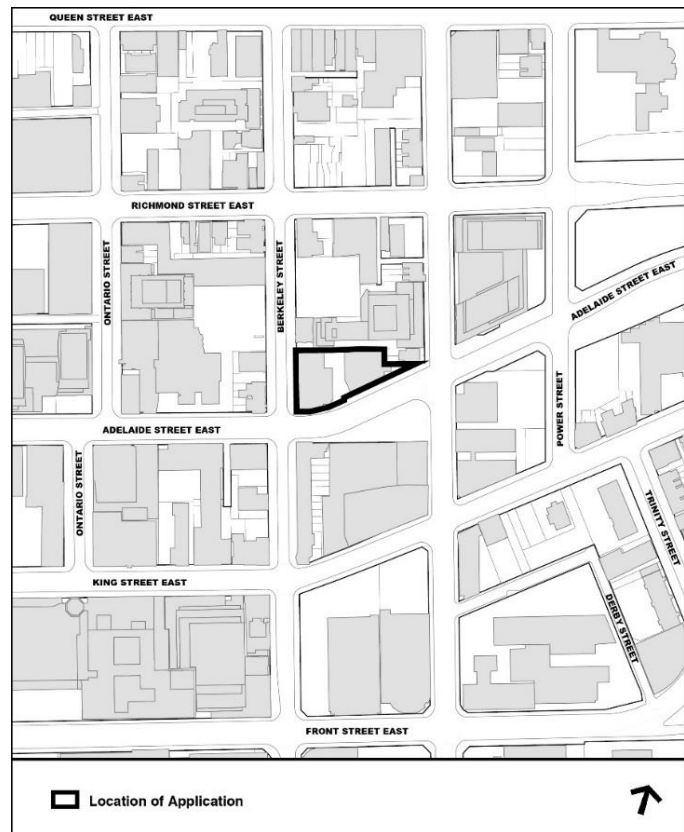 QUEEN STREET EAST
RICHMOND STREET EAST
ONTARIO STREET
BERKELEY STREET
ADELAIDE STREET EAST
POWER STREET
ADELAIDE STREET EAST
ONTARIO STREET
TRINITY STREET
KING STREET EAST
DERBY STREET
FRONT STREET EAST
Location of Application